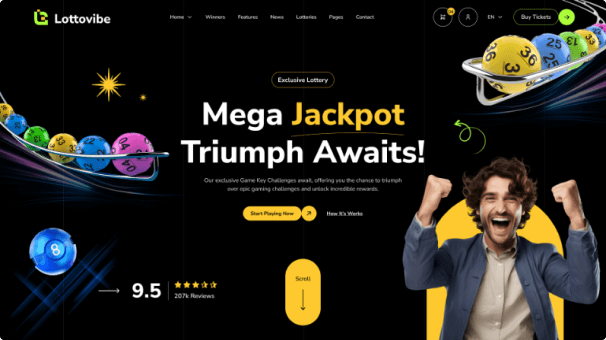 Lottovibe
Home Winners Features News Lotteries Pages Contact
EN
Buy Tickets
Exclusive Lottery
Mega Jackpot
Triumph Awaits!
Our exclusive Game Key Challenges await, offering you the chance to triumph
over epic gaming challenges and unlock incredible rewards.
Start Playing Now
How It's Works
36
8
9.5
207k Reviews
Scroll